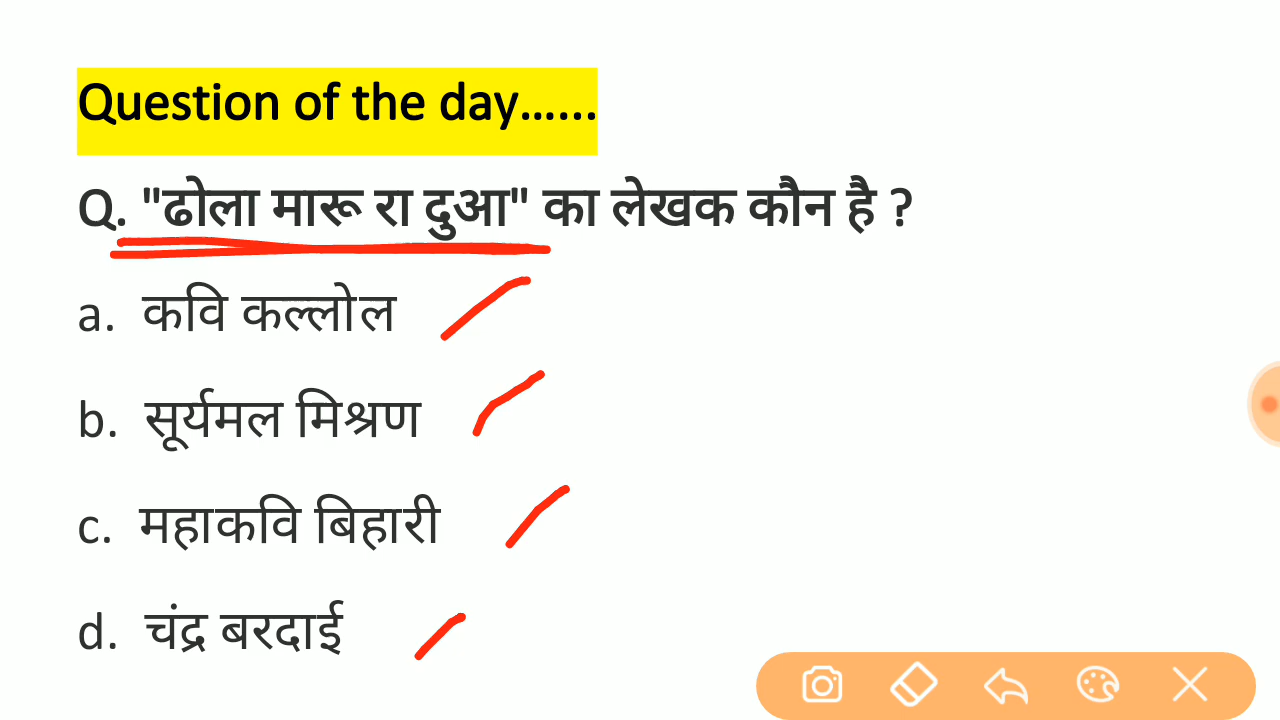 Question of the day......
Q. "ढोला मारू रा दुआ" का लेखक कौन है ?
a. कवि कल्लोल
b. सूर्यमल मिश्रण
c. महाकवि बिहारी
d. चंद्र बरदाई